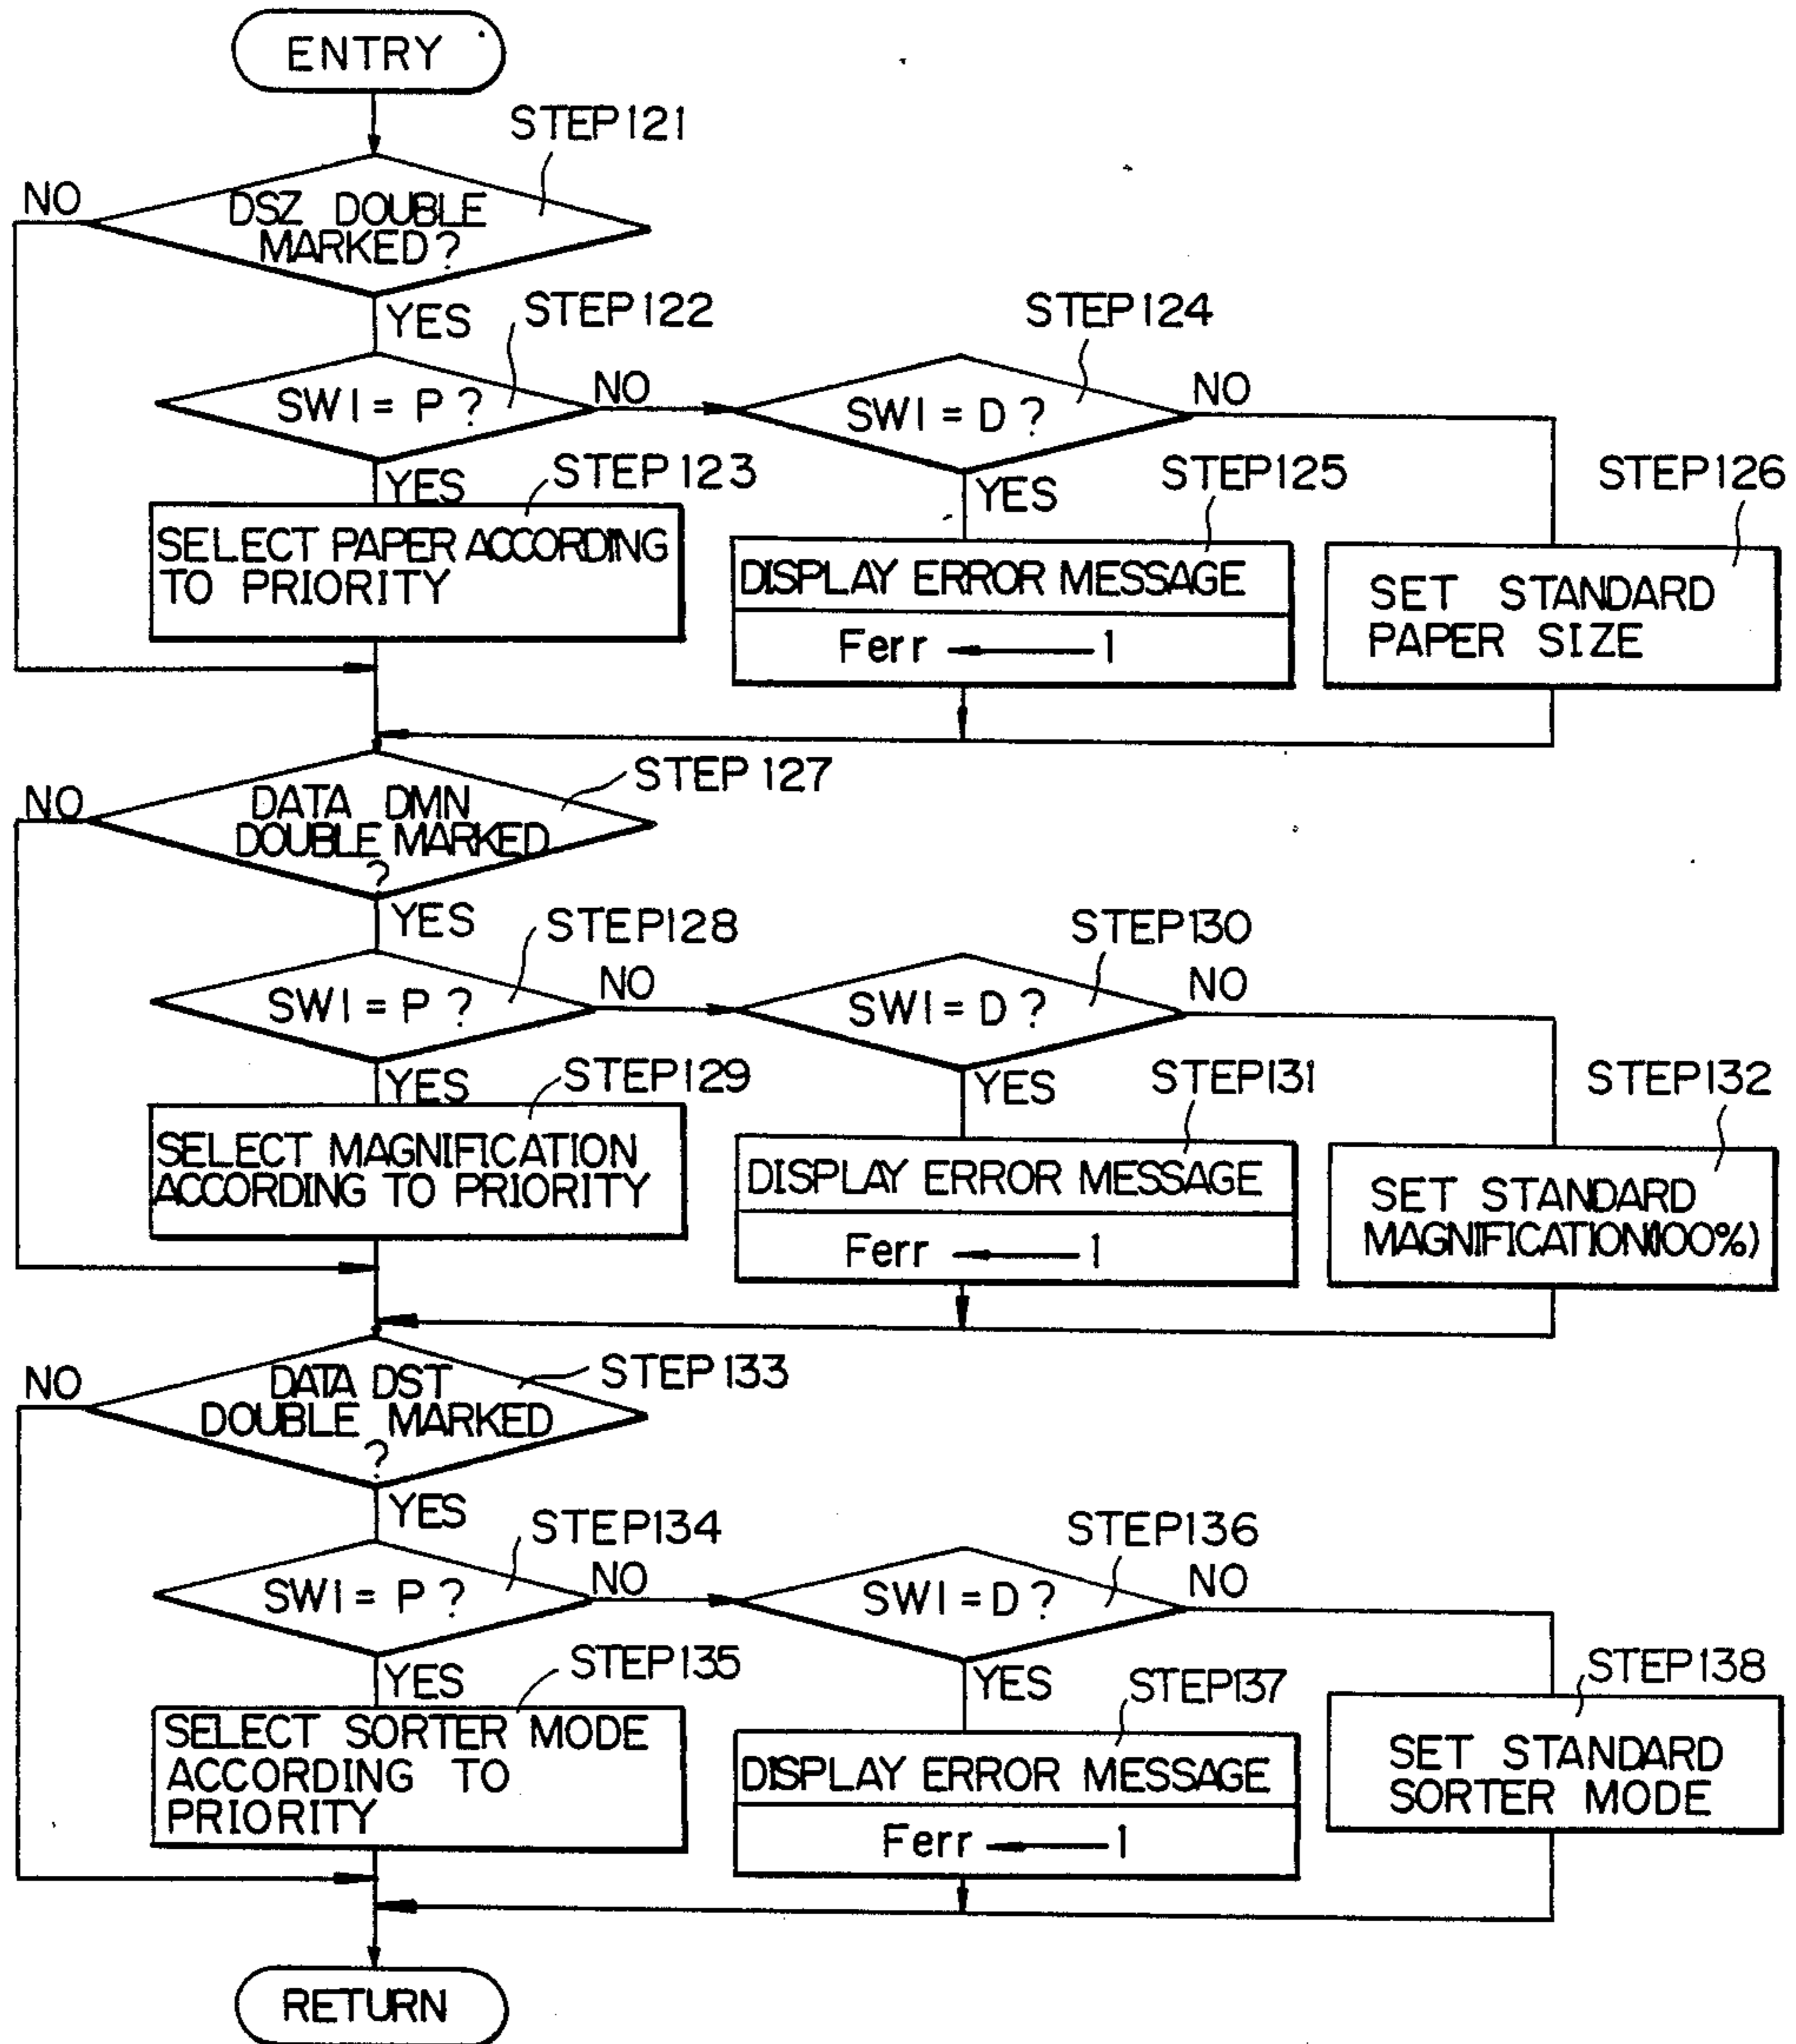 ENTRY
STEP121
NO
DSZ DOUBLE
MARKED?
YES
STEP122
STEP124
SW1 = P ?
NO
SW1 = D ?
NO
YES
STEP123
YES
STEP125
STEP126
SELECT PAPER ACCORDING
TO PRIORITY
DISPLAY ERROR MESSAGE
Ferr ← 1
SET STANDARD
PAPER SIZE
STEP 127
NO
DATA DMN
DOUBLE MARKED
?
YES
STEP128
STEP130
SW1 = P ?
NO
SW1 = D ?
NO
YES
STEP129
YES
STEP131
STEP132
SELECT MAGNIFICATION
ACCORDING TO PRIORITY
DISPLAY ERROR MESSAGE
Ferr ← 1
SET STANDARD
MAGNIFICATION(100%)
STEP133
NO
DATA DST
DOUBLE MARKED
?
YES
STEP134
STEP136
SW1 = P ?
NO
SW1 = D ?
NO
YES
STEP135
YES
STEP137
STEP138
SELECT SORTER MODE
ACCORDING TO
PRIORITY
DISPLAY ERROR MESSAGE
Ferr ← 1
SET STANDARD
SORTER MODE
RETURN